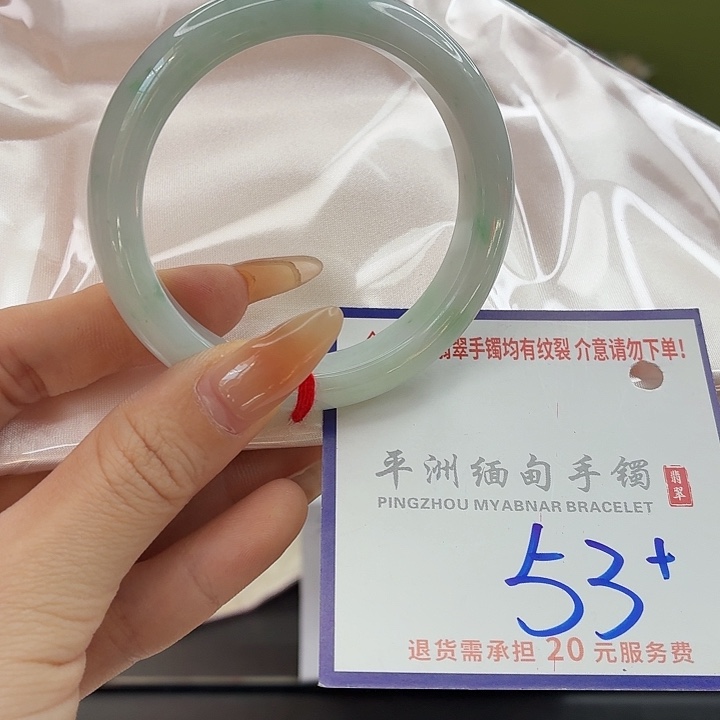 翡翠手镯均有纹裂 介意请勿下单!
平洲缅甸手镯
翡翠
PINGZHOU MYABNAR BRACELET
53+
退货需承担 20 元服务费